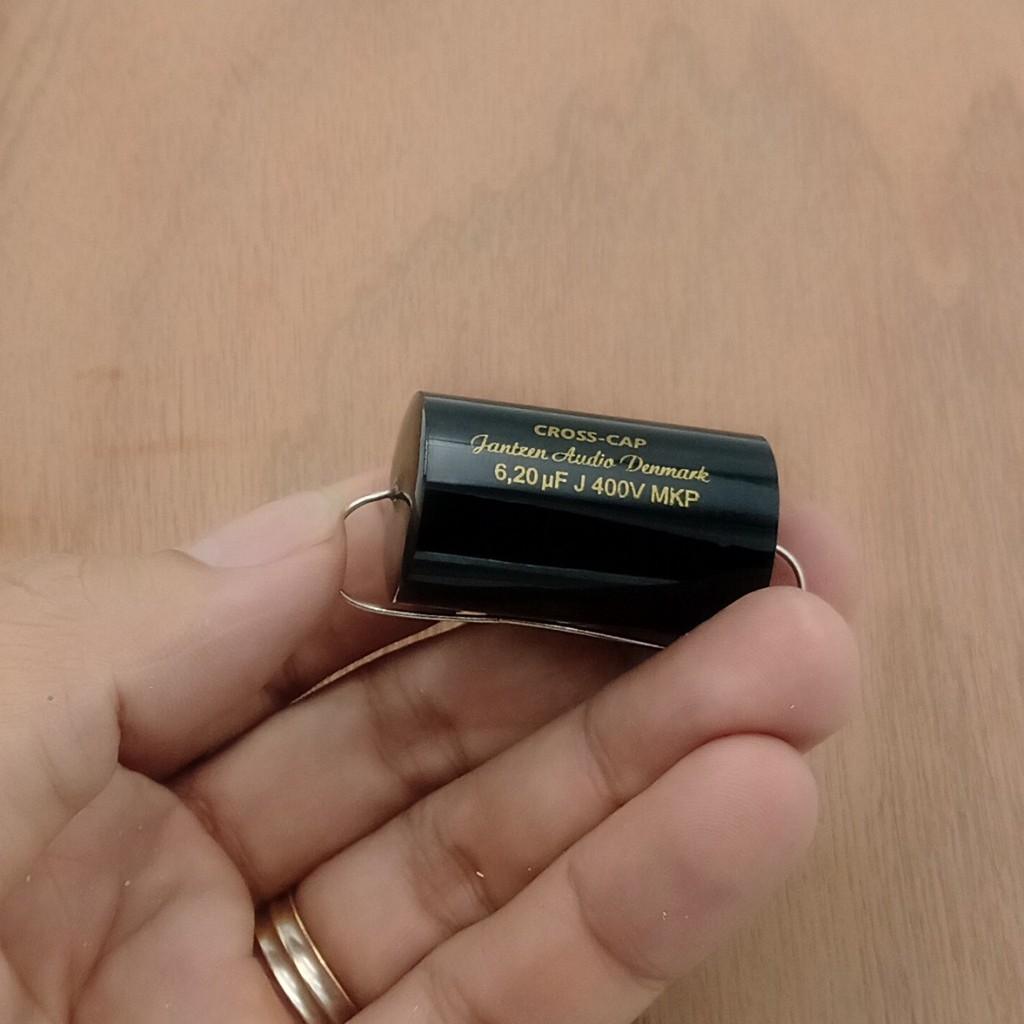 CROSS-CAP
Jantzen Audio Denmark
6,20 µF J 400V MKP